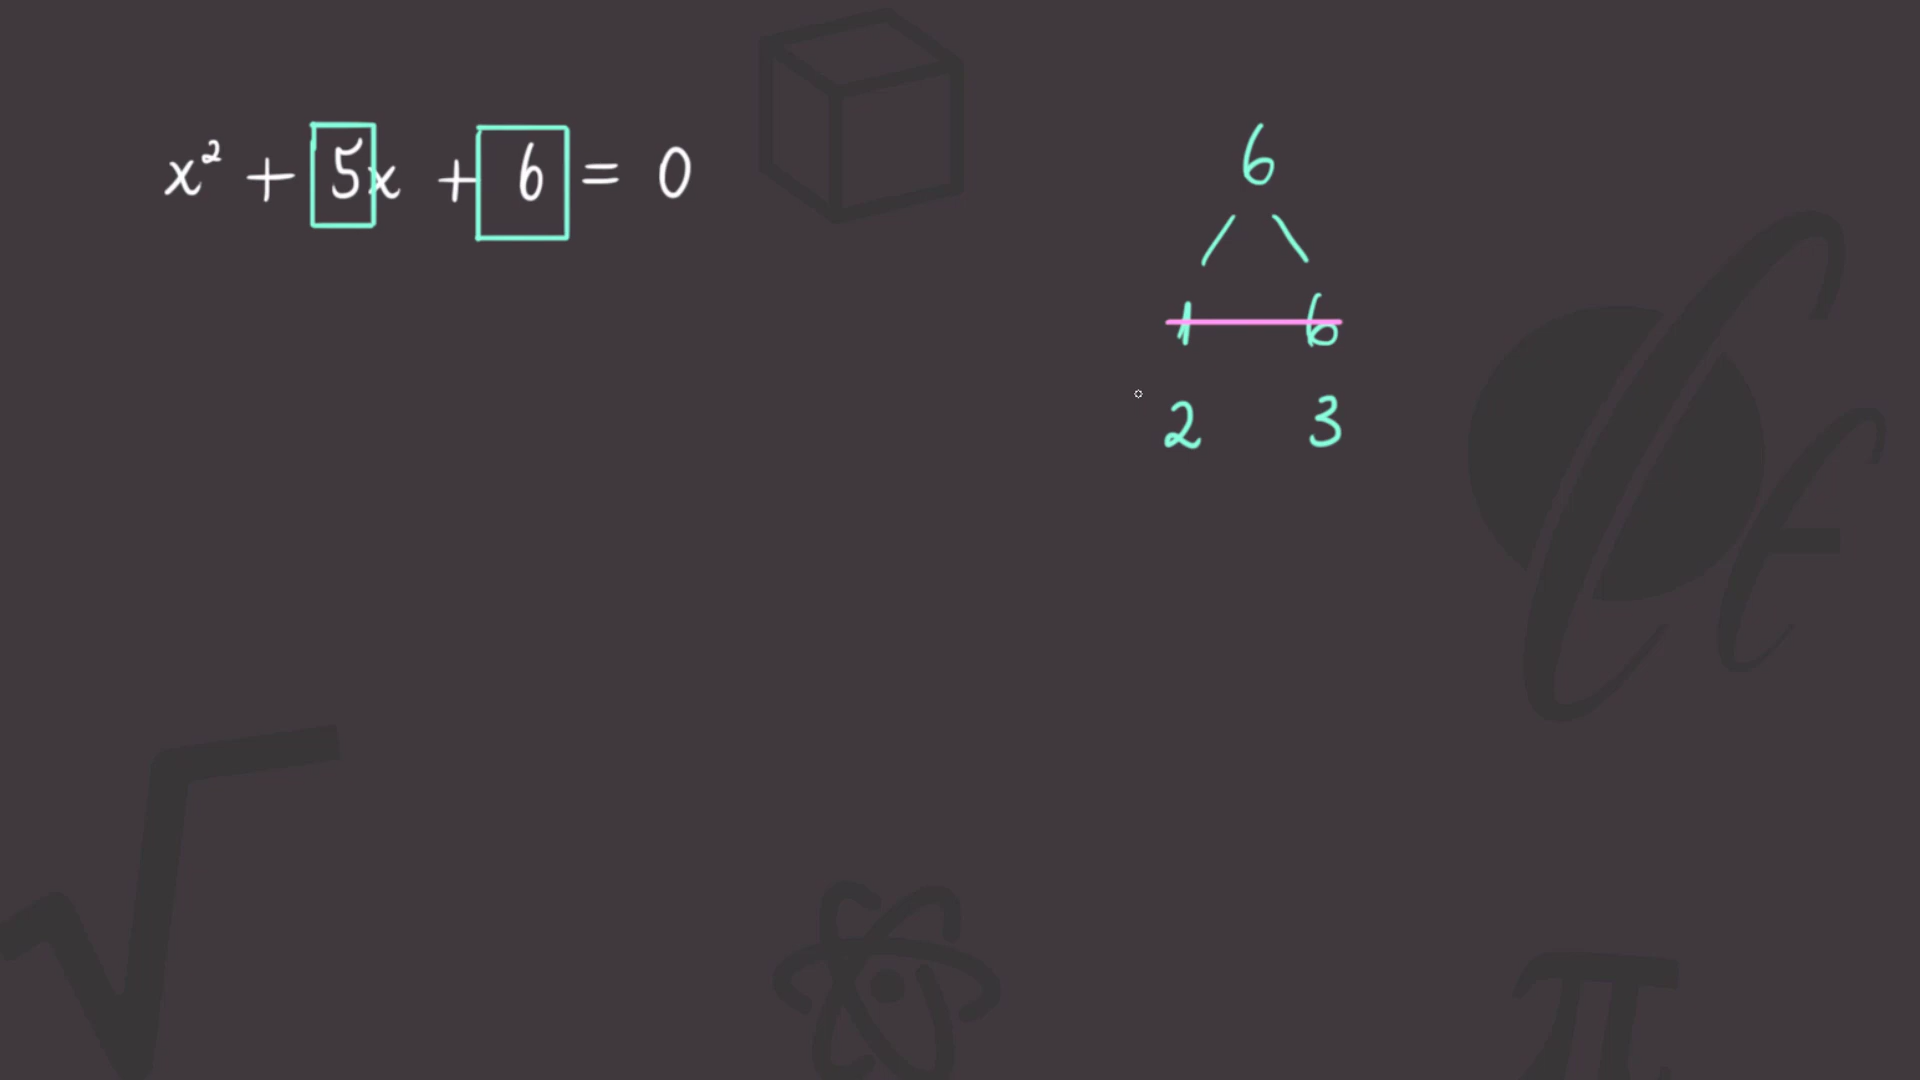 x² + 5x + 6 = 0
6
1 6
2 3